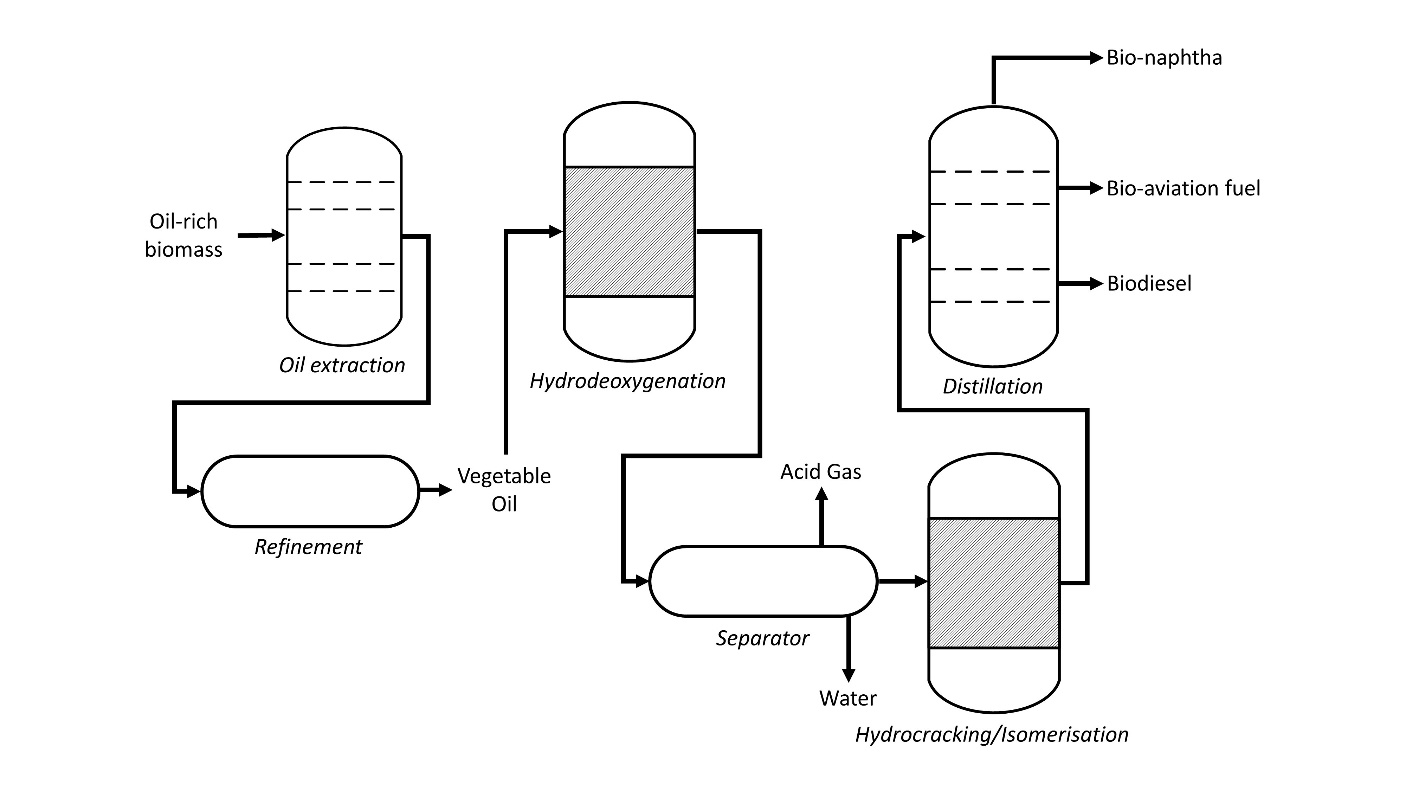 Oil-rich
biomass
Oil extraction
Refinement
Vegetable
Oil
Hydrodeoxygenation
Separator
Acid Gas
Water
Hydrocracking/Isomerisation
Distillation
Bio-naphtha
Bio-aviation fuel
Biodiesel